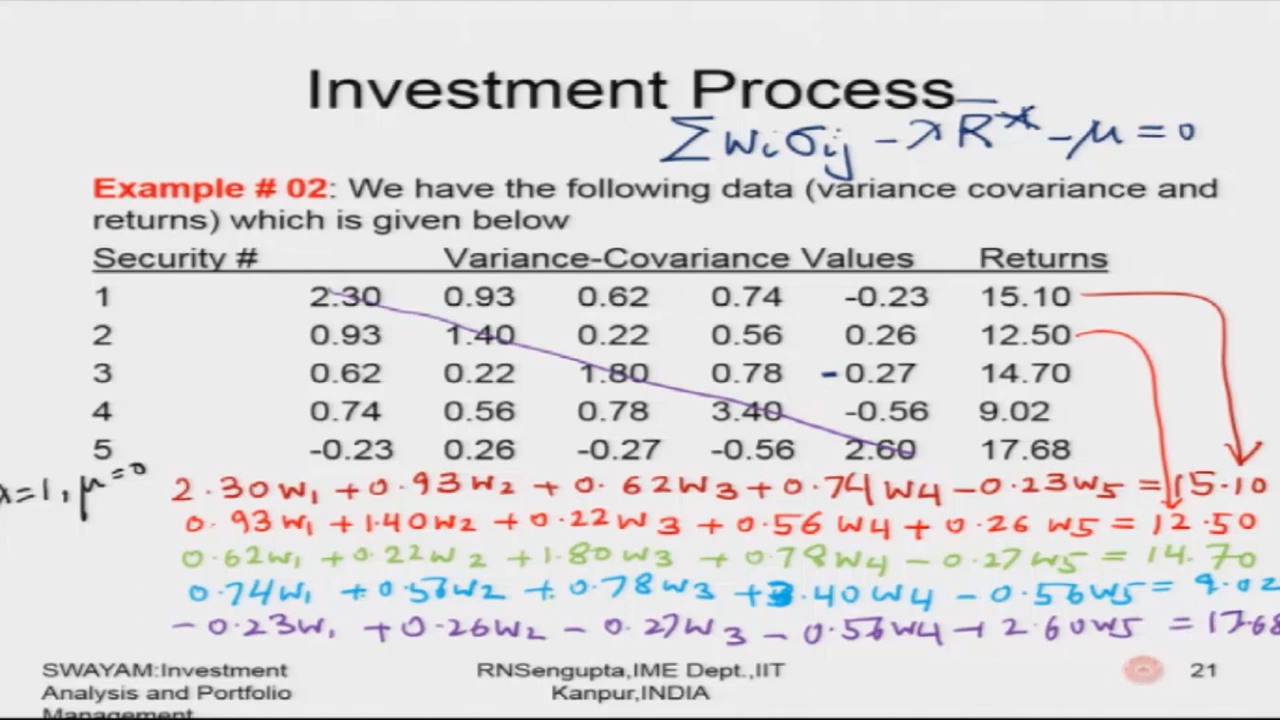 Investment Process
Σwᵢσᵢⱼ - λR̄* - μ = 0
Example # 02: We have the following data (variance covariance and
returns) which is given below
Security # Variance-Covariance Values Returns
1 2.30 0.93 0.62 0.74 -0.23 15.10
2 0.93 1.40 0.22 0.56 0.26 12.50
3 0.62 0.22 1.80 0.78 -0.27 14.70
4 0.74 0.56 0.78 3.40 -0.56 9.02
5 -0.23 0.26 -0.27 -0.56 2.60 17.68
λ=1, μ=0
2.30w₁ + 0.93w₂ + 0.62w₃ + 0.74w₄ - 0.23w₅ = 15.10
0.93w₁ + 1.40w₂ + 0.22w₃ + 0.56w₄ + 0.26w₅ = 12.50
0.62w₁ + 0.22w₂ + 1.80w₃ + 0.78w₄ - 0.27w₅ = 14.70
0.74w₁ + 0.56w₂ + 0.78w₃ + 3.40w₄ - 0.56w₅ = 9.02
- 0.23w₁ + 0.26w₂ - 0.27w₃ - 0.56w₄ + 2.60w₅ = 17.68
SWAYAM:Investment
Analysis and Portfolio
Management
RNSengupta,IME Dept.,IIT
Kanpur,INDIA
21